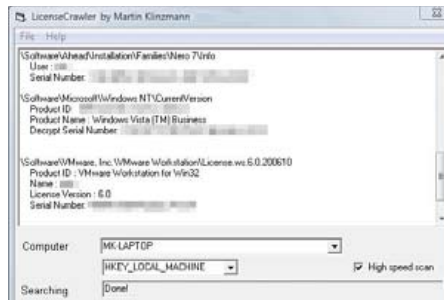 LicenseCrawler by Martin Klinzmann
File Help
\Software\Ahead\Installation\Families\Nero 7\Info
User :
Serial Number:
\Software\Microsoft\Windows NT\CurrentVersion
Product ID:
Product Name : Windows Vista (TM) Business
Decrypt Serial Number:
\Software\VMware, Inc.\VMware Workstation\License.ws.6.0.200610
Product ID : VMware Workstation for Win32
Name :
License Version : 6.0
Serial Number:
Computer MK-LAPTOP
HKEY_LOCAL_MACHINE High speed scan
Searching Done!